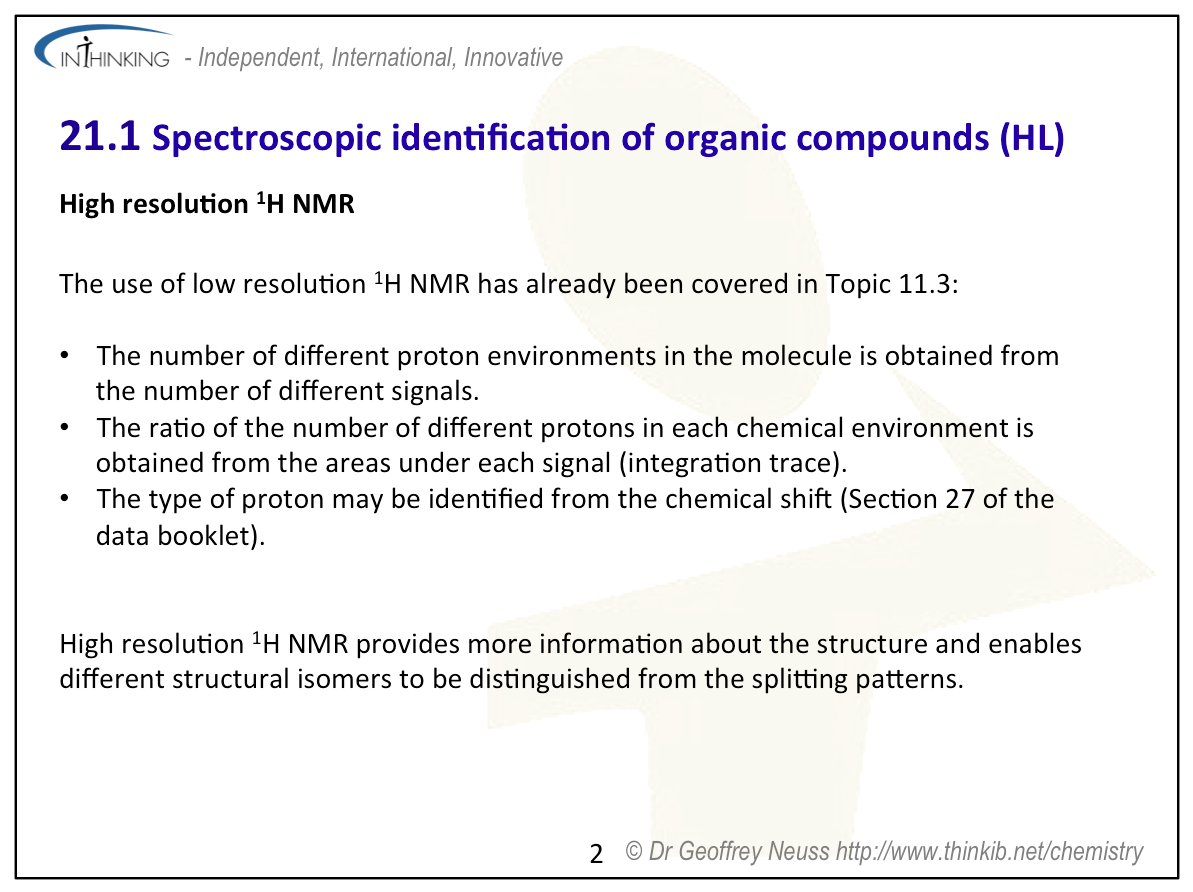 INTHINKING - Independent, International, Innovative
21.1 Spectroscopic identification of organic compounds (HL)
High resolution ¹H NMR
The use of low resolution ¹H NMR has already been covered in Topic 11.3:
• The number of different proton environments in the molecule is obtained from
the number of different signals.
• The ratio of the number of different protons in each chemical environment is
obtained from the areas under each signal (integration trace).
• The type of proton may be identified from the chemical shift (Section 27 of the
data booklet).
High resolution ¹H NMR provides more information about the structure and enables
different structural isomers to be distinguished from the splitting patterns.
2 © Dr Geoffrey Neuss http://www.thinkib.net/chemistry